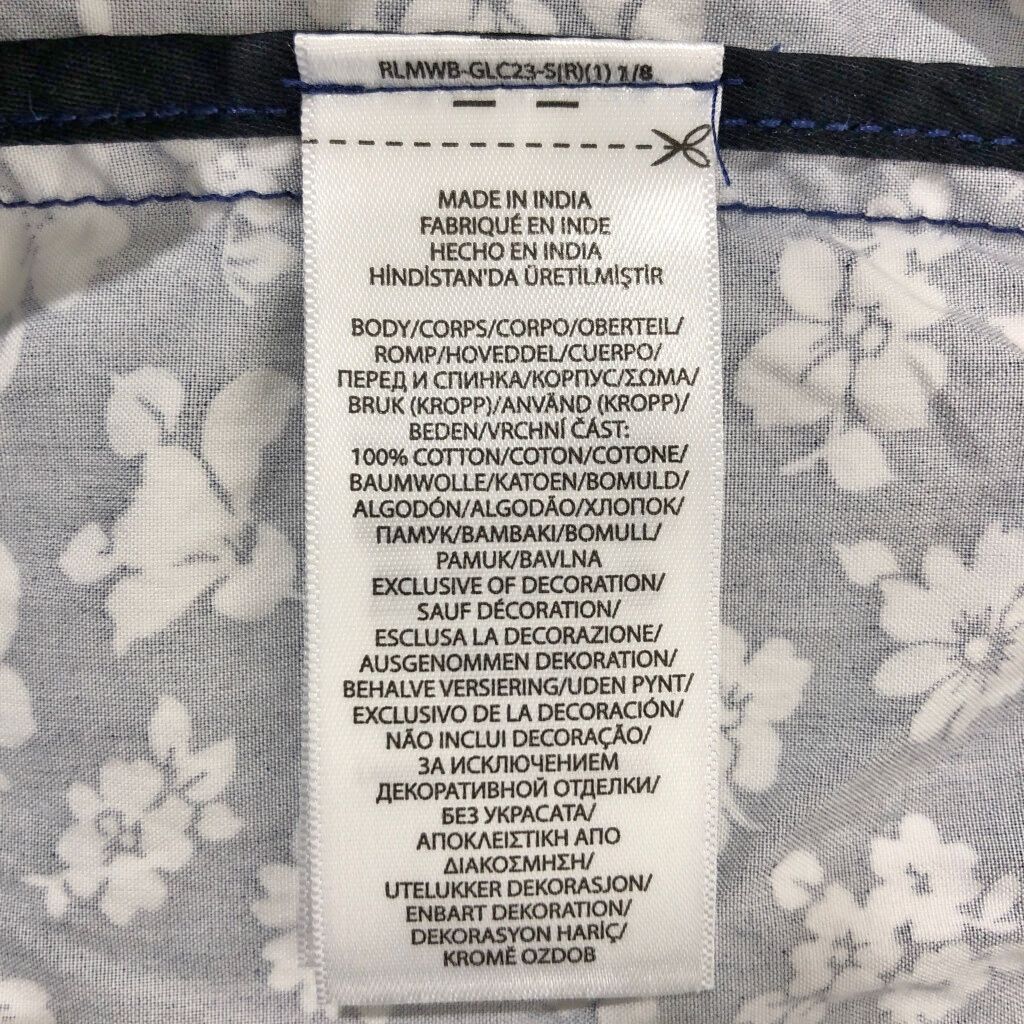 RLMWB-GLC23-S(R)(1) 1/8
MADE IN INDIA
FABRIQUÉ EN INDE
HECHO EN INDIA
HİNDİSTAN'DA ÜRETİLMİŞTİR
BODY/CORPS/CORPO/OBERTEIL/
ROMP/HOVEDDEL/CUERPO/
ПЕРЕД И СПИНКА/КОРПУС/ΣΩΜΑ/
BRUK (KROPP)/ANVÄND (KROPP)/
BEDEN/VRCHNÍ ČÁST:
100% COTTON/COTON/COTONE/
BAUMWOLLE/KATOEN/BOMULD/
ALGODÓN/ALGODÃO/ХЛОПОК/
ПАМУК/ΒΑΜΒΑΚΙ/BOMULL/
PAMUK/BAVLNA
EXCLUSIVE OF DECORATION/
SAUF DÉCORATION/
ESCLUSA LA DECORAZIONE/
AUSGENOMMEN DEKORATION/
BEHALVE VERSIERING/UDEN PYNT/
EXCLUSIVO DE LA DECORACIÓN/
NÃO INCLUI DECORAÇÃO/
ЗА ИСКЛЮЧЕНИЕМ
ДЕКОРАТИВНОЙ ОТДЕЛКИ/
БЕЗ УКРАСАТА/
ΑΠΟΚΛΕΙΣΤΙΚΗ ΑΠΟ
ΔΙΑΚΟΣΜΗΣΗ/
UTELUKKER DEKORASJON/
ENBART DEKORATION/
DEKORASYON HARİÇ/
KROMĚ OZDOB